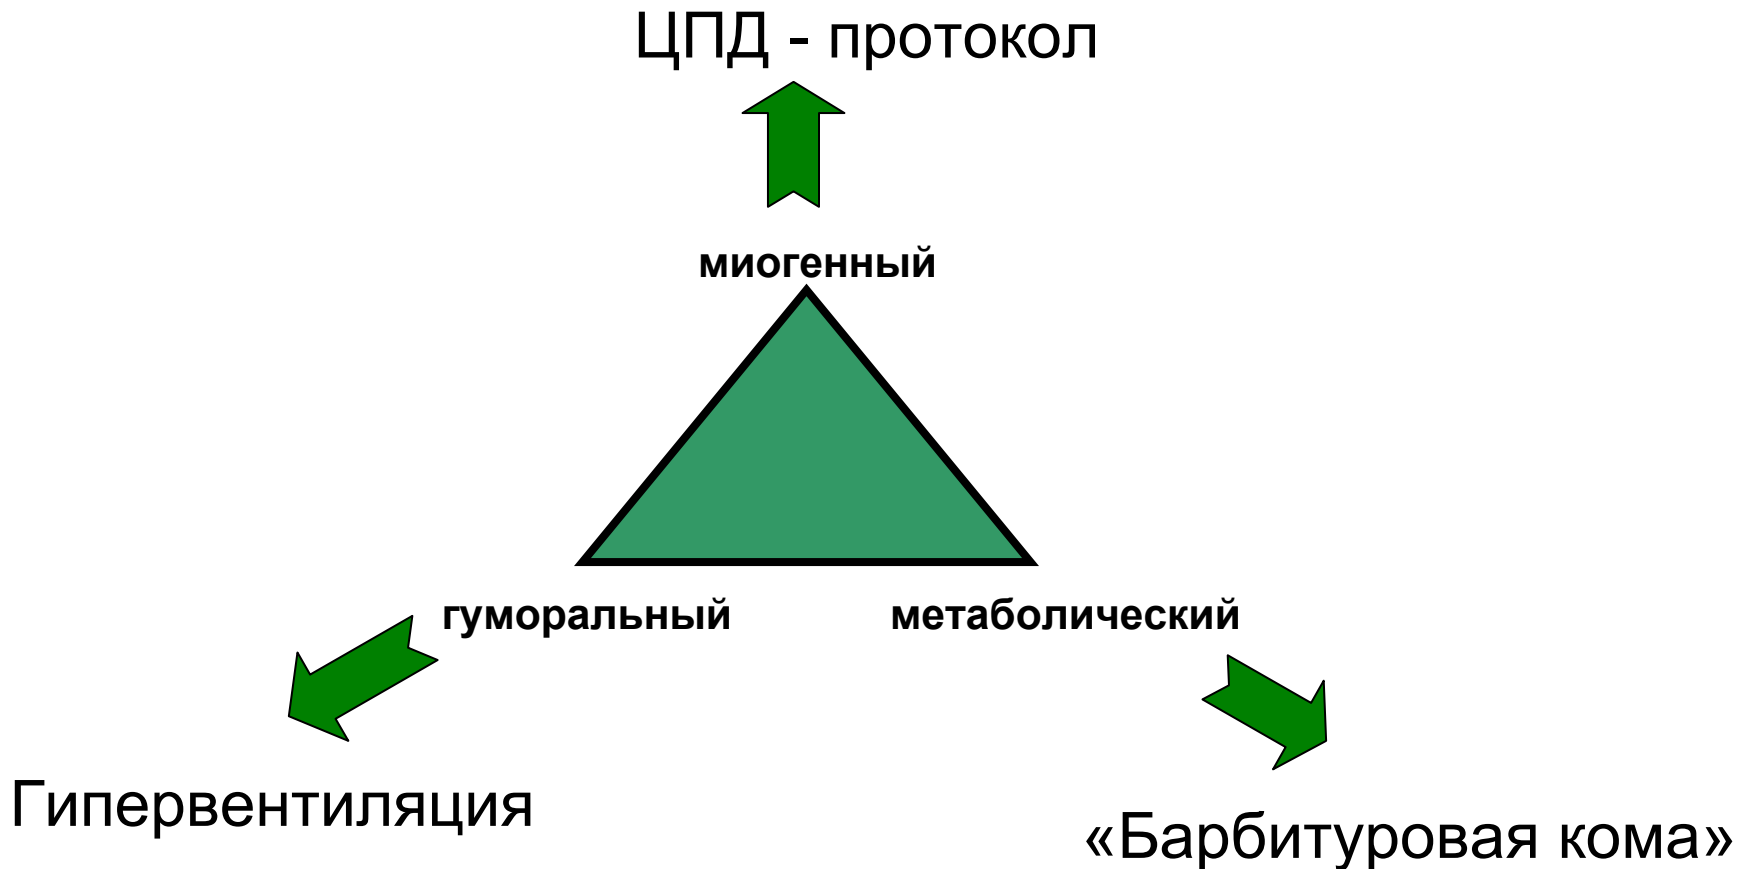 ЦПД - протокол
миогенный
гуморальный
метаболический
Гипервентиляция
«Барбитуровая кома»